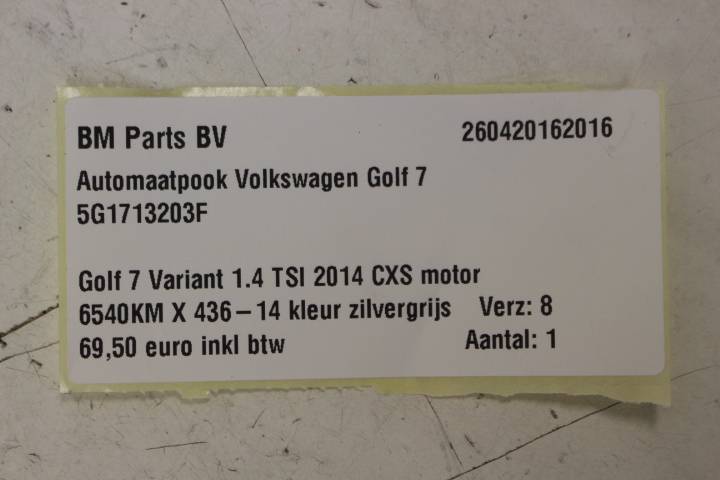 BM Parts BV 260420162016
Automaatpook Volkswagen Golf 7
5G1713203F
Golf 7 Variant 1.4 TSI 2014 CXS motor
6540KM X 436-14 kleur zilvergrijs Verz: 8
69,50 euro inkl btw Aantal: 1